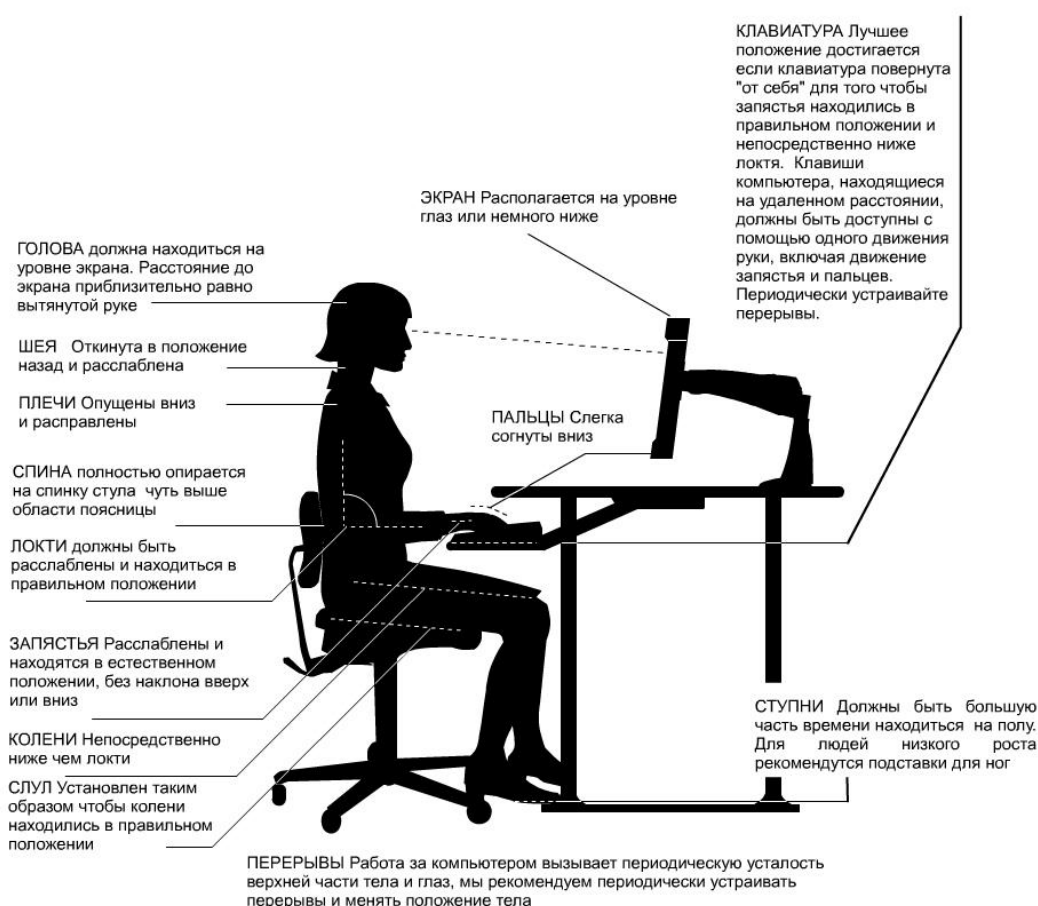 КЛАВИАТУРА Лучшее
положение достигается
если клавиатура повернута
"от себя" для того чтобы
запястья находились в
правильном положении и
непосредственно ниже
локтя. Клавиши
компьютера, находящиеся
на удаленном расстоянии,
должны быть доступны с
помощью одного движения
руки, включая движение
запястья и пальцев.
Периодически устраивайте
перерывы.
ЭКРАН Располагается на уровне
глаз или немного ниже
ГОЛОВА должна находиться на
уровне экрана. Расстояние до
экрана приблизительно равно
вытянутой руке
ШЕЯ Откинута в положение
назад и расслаблена
ПЛЕЧИ Опущены вниз
и расправлены
ПАЛЬЦЫ Слегка
согнуты вниз
СПИНА полностью опирается
на спинку стула чуть выше
области поясницы
ЛОКТИ должны быть
расслаблены и находиться в
правильном положении
ЗАПЯСТЬЯ Расслаблены и
находятся в естественном
положении, без наклона вверх
или вниз
КОЛЕНИ Непосредственно
ниже чем локти
СЛУЛ Установлен таким
образом чтобы колени
находились в правильном
положении
СТУПНИ Должны быть большую
часть времени находиться на полу.
Для людей низкого роста
рекомендутся подставки для ног
ПЕРЕРЫВЫ Работа за компьютером вызывает периодическую усталость
верхней части тела и глаз, мы рекомендуем периодически устраивать
перерывы и менять положение тела